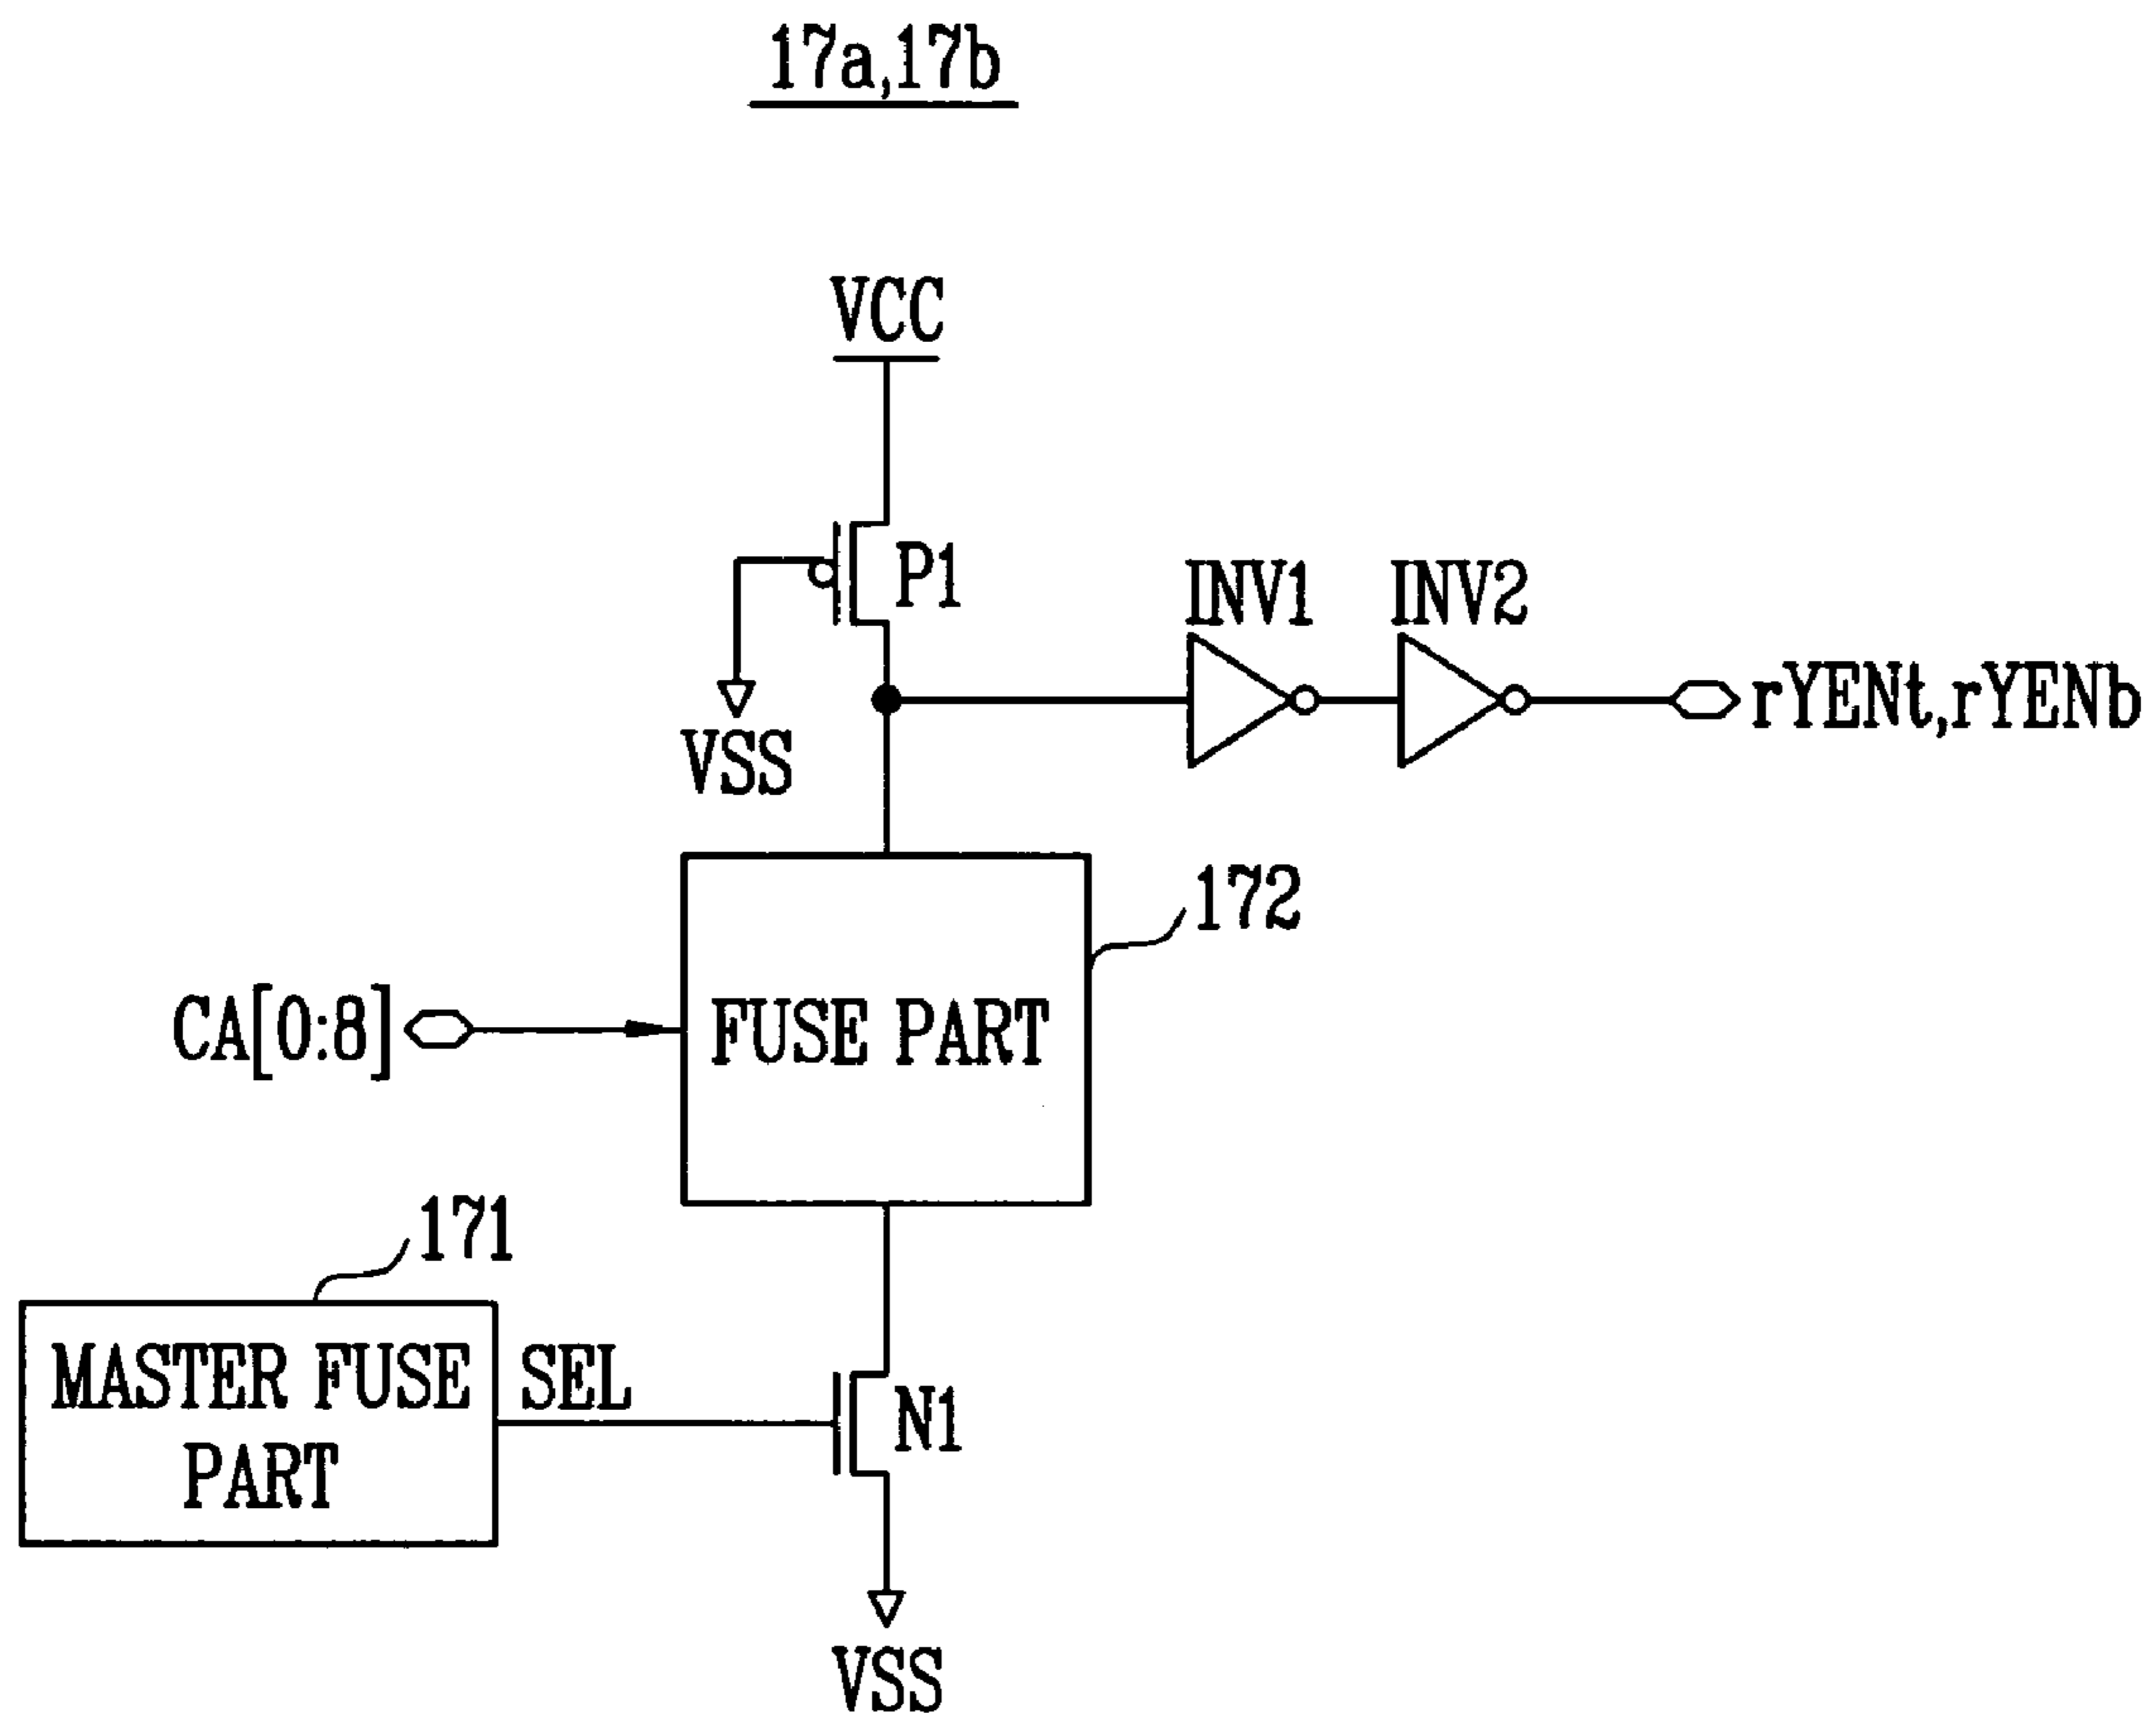 17a,17b
VCC
P1
INV1 INV2
VSS
rYENt,rYENb
172
CA[0:8]
FUSE PART
171
MASTER FUSE
PART
SEL
N1
VSS